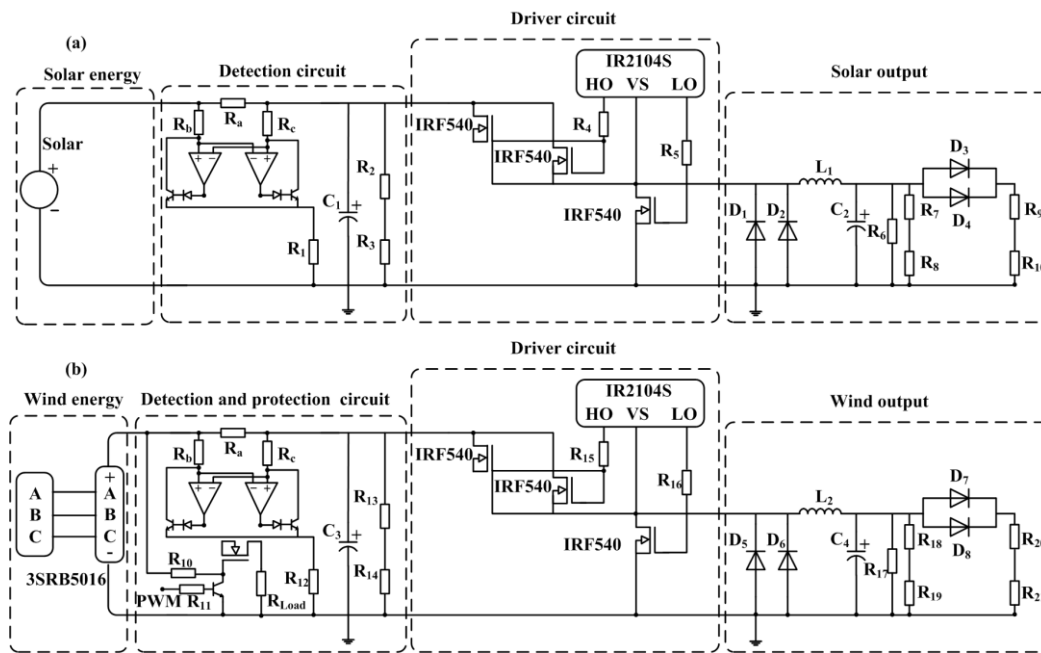 Driver circuit
(a)
Solar energy
Detection circuit
IR2104S
HO VS LO
Solar output
Solar
+
-
Rb
Ra
Rc
+ − − +
R1
C1
+
R2
R3
IRF540
IRF540
IRF540
R4
R5
D1
D2
L1
C2
+
R6
R7
R8
D3
D4
R9
R10
Driver circuit
(b)
Wind energy
Detection and protection circuit
IR2104S
HO VS LO
Wind output
A
B
C
+
A
B
C
-
3SRB5016
Rb
Ra
Rc
+ − − +
R10
PWM
R11
RLoad
R12
C3
+
R13
R14
IRF540
IRF540
IRF540
R15
R16
D5
D6
L2
C4
+
R17
R18
R19
D7
D8